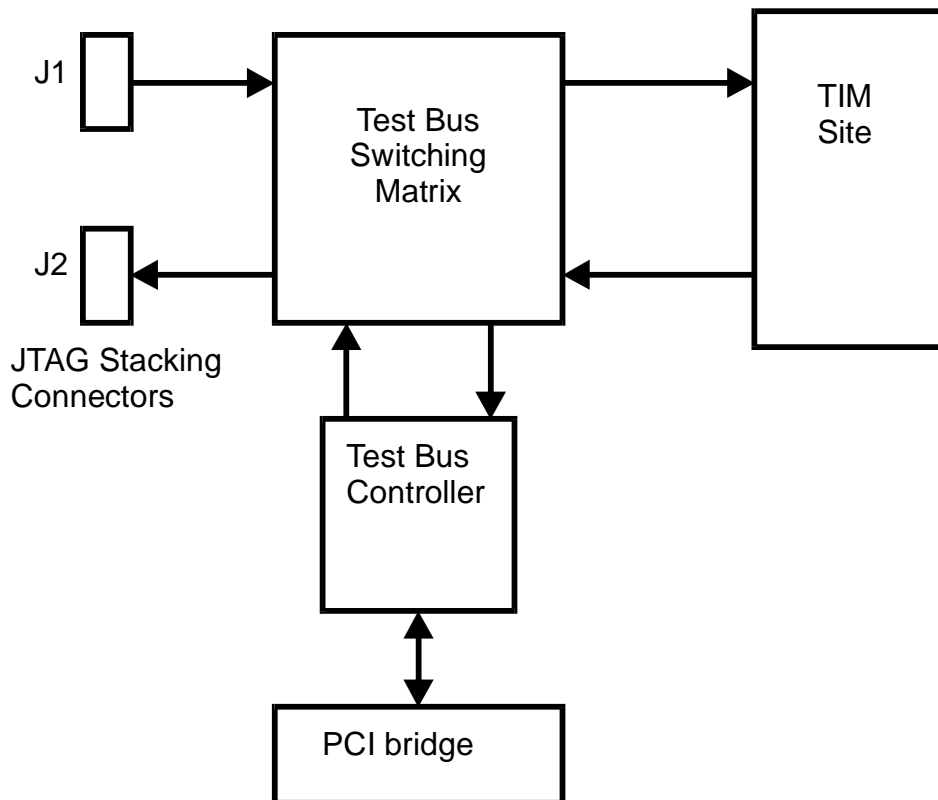 J1
Test Bus
Switching
Matrix
TIM
Site
J2
JTAG Stacking
Connectors
Test Bus
Controller
PCI bridge